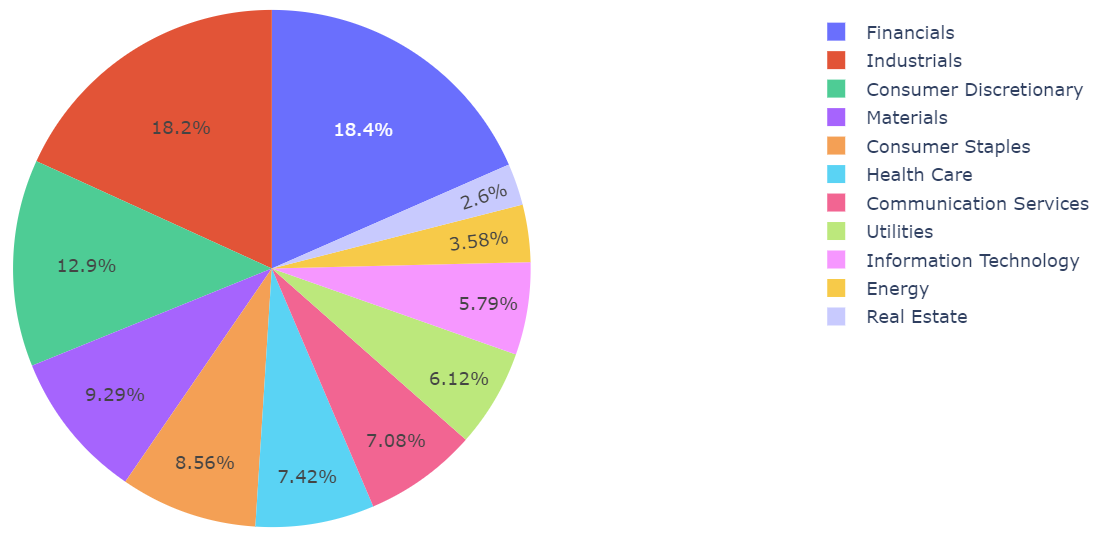 18.4%
18.2%
12.9%
9.29%
8.56%
7.42%
7.08%
6.12%
5.79%
3.58%
2.6%
Financials
Industrials
Consumer Discretionary
Materials
Consumer Staples
Health Care
Communication Services
Utilities
Information Technology
Energy
Real Estate